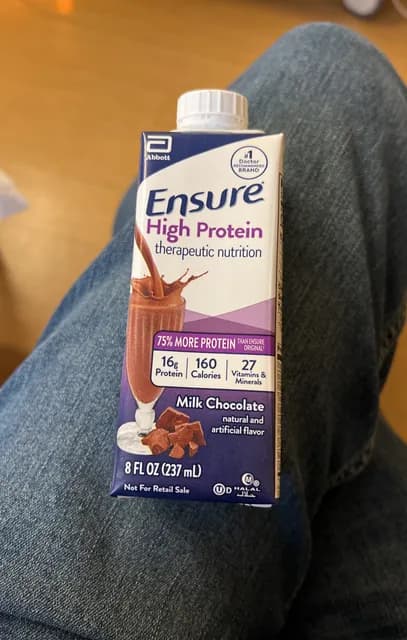 Abbott
#1
Doctor
RECOMMENDED
BRAND
Ensure®
High Protein
therapeutic nutrition
75% MORE PROTEIN THAN ENSURE
ORIGINAL†
16g
Protein
160
Calories
27
Vitamins &
Minerals
Milk Chocolate
natural and
artificial flavor
8 FL OZ (237 mL)
Not For Retail Sale
U D
M
HALAL